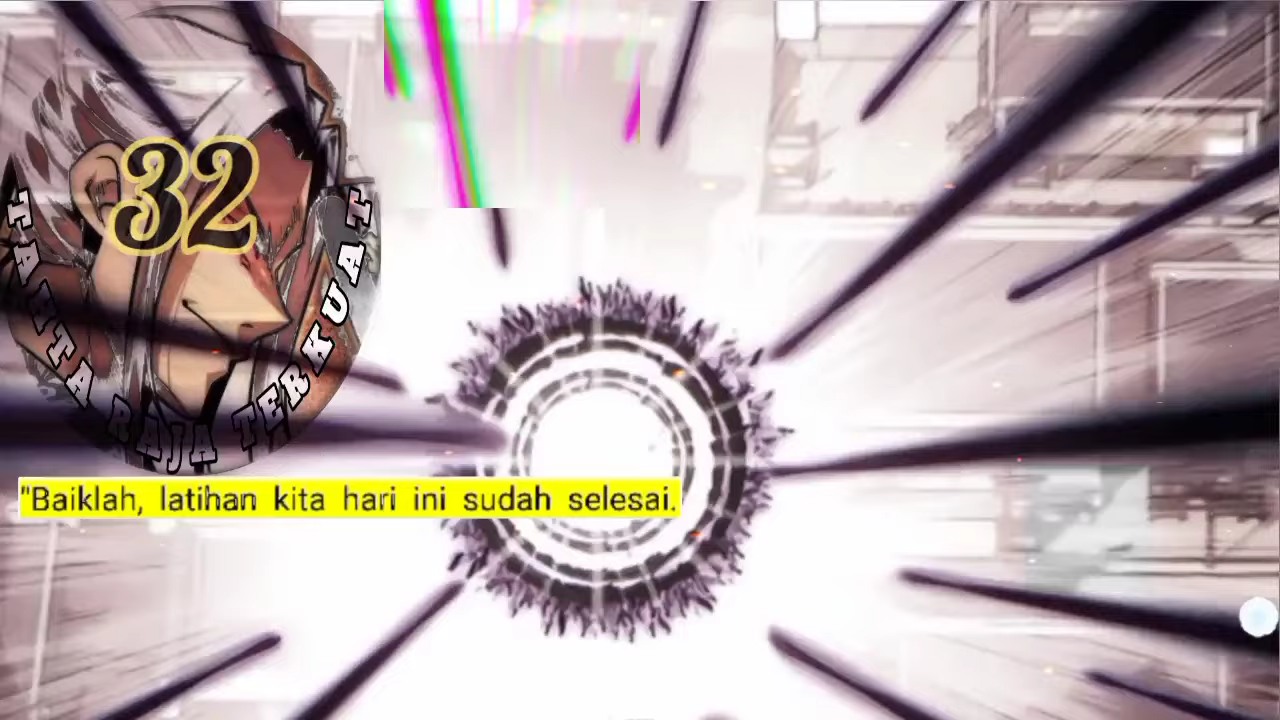 32
TAHTA RAJA TERKUAT
"Baiklah, latihan kita hari ini sudah selesai.